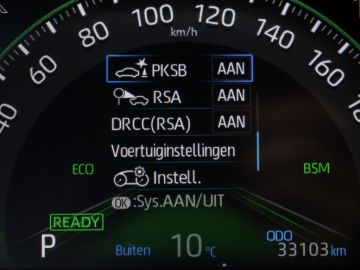 100
80
120
60
140
40
160
180
km/h
PKSB AAN
RSA AAN
DRCC(RSA) AAN
Voertuiginstellingen
ECO
BSM
Instell.
OK:Sys.AAN/UIT
READY
P
Buiten 10 °C
ODO
33103 km